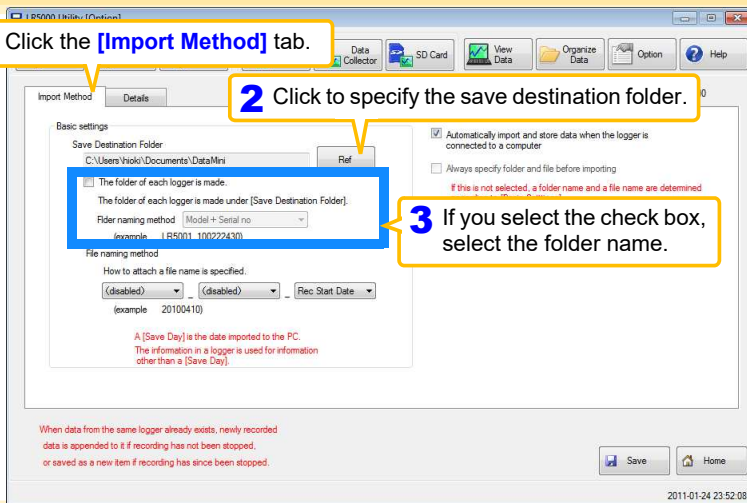 LR5000 Utility [Option]
Click the [Import Method] tab.
Data Collector
SD Card
View Data
Organize Data
Option
Help
Import Method
Details
2 Click to specify the save destination folder.
Basic settings
Save Destination Folder
C:\Users\hioki\Documents\DataMini
Ref
The folder of each logger is made.
The folder of each logger is made under [Save Destination Folder].
Flder naming method Model + Serial no
(example LR5001_100222430)
Automatically import and store data when the logger is
connected to a computer
Always specify folder and file before importing
If this is not selected, a folder name and a file name are determined
3 If you select the check box,
select the folder name.
File naming method
How to attach a file name is specified.
(disabled) _ (disabled) _ Rec Start Date
(example 20100410)
A [Save Day] is the date imported to the PC.
The information in a logger is used for information
other than a [Save Day].
When data from the same logger already exists, newly recorded
data is appended to it if recording has not been stopped,
or saved as a new item if recording has since been stopped.
Save
Home
2011-01-24 23:52:08